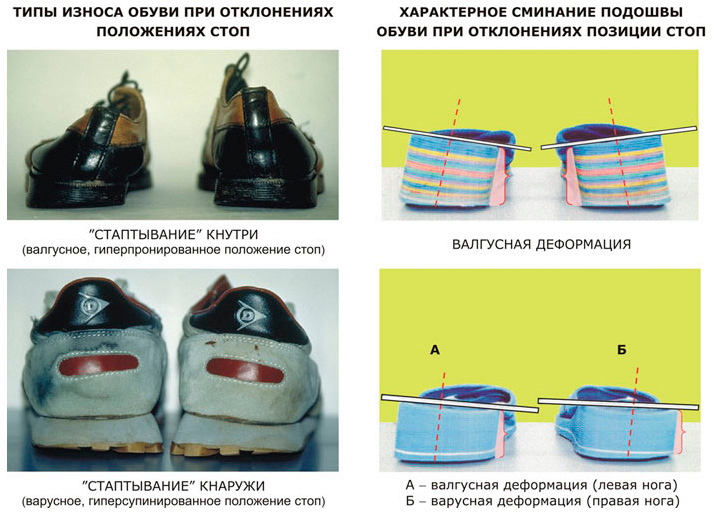 ТИПЫ ИЗНОСА ОБУВИ ПРИ ОТКЛОНЕНИЯХ
ПОЛОЖЕНИЯХ СТОП
"СТАПТЫВАНИЕ" КНУТРИ
(валгусное, гиперпронированное положение стоп)
D
D
"СТАПТЫВАНИЕ" КНАРУЖИ
(варусное, гиперсупинированное положение стоп)
ХАРАКТЕРНОЕ СМИНАНИЕ ПОДОШВЫ
ОБУВИ ПРИ ОТКЛОНЕНИЯХ ПОЗИЦИИ СТОП
ВАЛГУСНАЯ ДЕФОРМАЦИЯ
А
Б
А – валгусная деформация (левая нога)
Б – варусная деформация (правая нога)